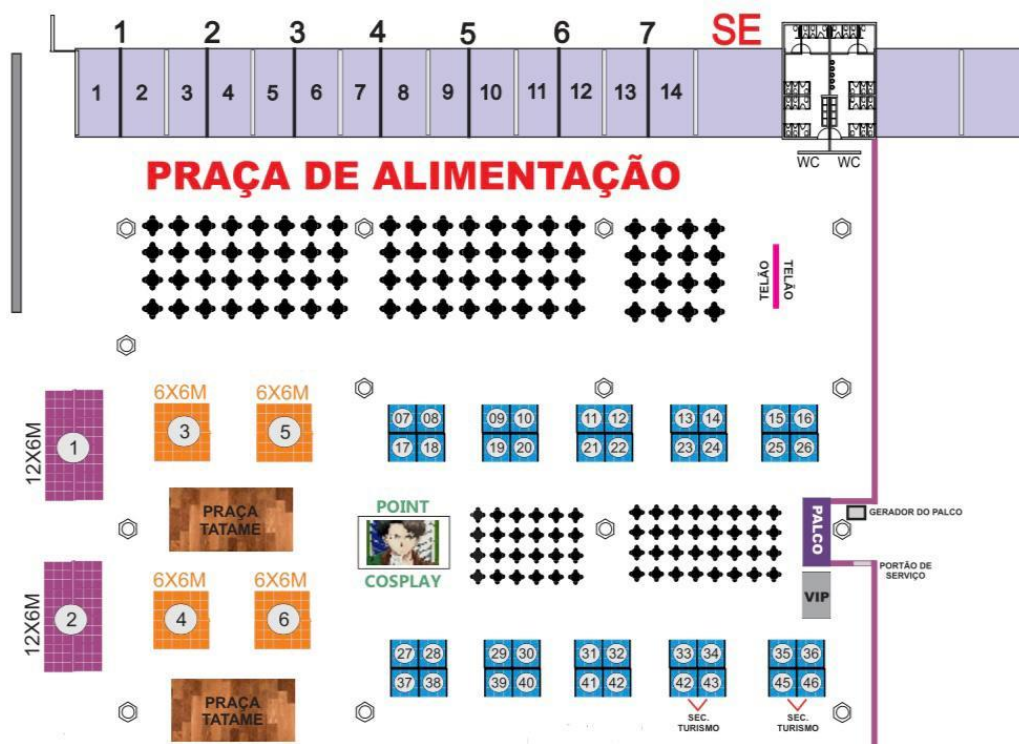 1 2 3 4 5 6 7 SE
1 2 3 4 5 6 7 8 9 10 11 12 13 14
WC WC
PRAÇA DE ALIMENTAÇÃO
TELÃO
TELÃO
6X6M 6X6M
12X6M
1
3 5
07 08 09 10 11 12 13 14 15 16
17 18 19 20 21 22 23 24 25 26
PRAÇA
TATAME
POINT
COSPLAY
PALCO
GERADOR DO PALCO
PORTÃO DE
SERVIÇO
VIP
6X6M 6X6M
12X6M
2
4 6
27 28 29 30 31 32 33 34 35 36
37 38 39 40 41 42 42 43 45 46
PRAÇA
TATAME
SEC.
TURISMO
SEC.
TURISMO